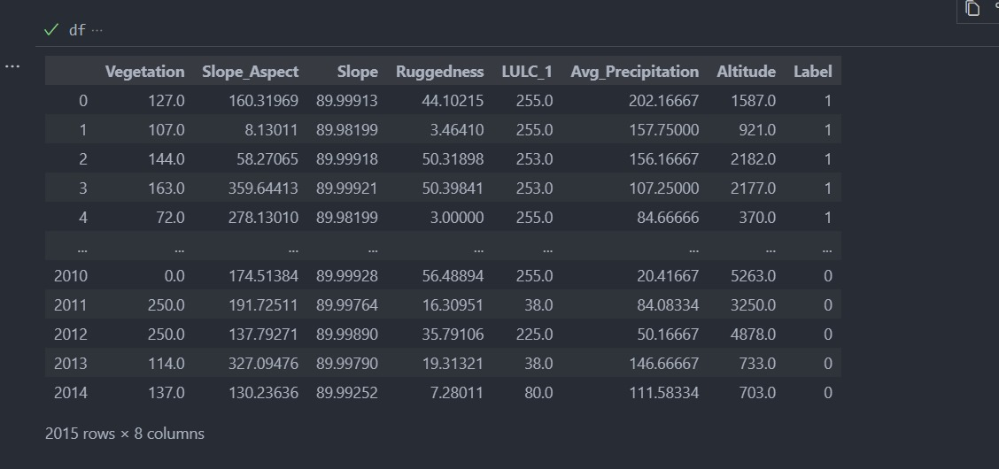 df ...
...
Vegetation Slope_Aspect Slope Ruggedness LULC_1 Avg_Precipitation Altitude Label
0 127.0 160.31969 89.99913 44.10215 255.0 202.16667 1587.0 1
1 107.0 8.13011 89.98199 3.46410 255.0 157.75000 921.0 1
2 144.0 58.27065 89.99918 50.31898 253.0 156.16667 2182.0 1
3 163.0 359.64413 89.99921 50.39841 253.0 107.25000 2177.0 1
4 72.0 278.13010 89.98199 3.00000 255.0 84.66666 370.0 1
... ... ... ... ... ... ... ... ...
2010 0.0 174.51384 89.99928 56.48894 255.0 20.41667 5263.0 0
2011 250.0 191.72511 89.99764 16.30951 38.0 84.08334 3250.0 0
2012 250.0 137.79271 89.99890 35.79106 225.0 50.16667 4878.0 0
2013 114.0 327.09476 89.99790 19.31321 38.0 146.66667 733.0 0
2014 137.0 130.23636 89.99252 7.28011 80.0 111.58334 703.0 0
2015 rows × 8 columns